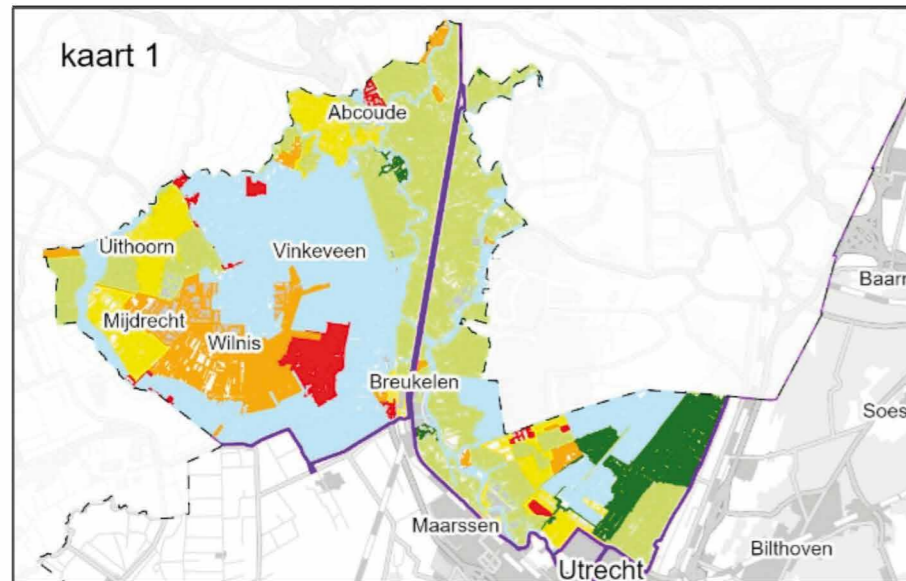 kaart 1
Abcoude
Uithoorn
Vinkeveen
Baarn
Mijdrecht
Wilnis
Breukelen
Soes
Maarssen
Bilthoven
Utrecht